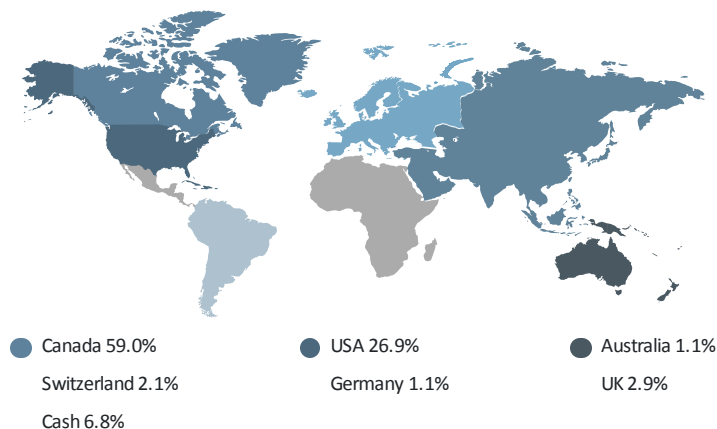 Canada 59.0%
USA 26.9%
Australia 1.1%
Switzerland 2.1%
Germany 1.1%
UK 2.9%
Cash 6.8%